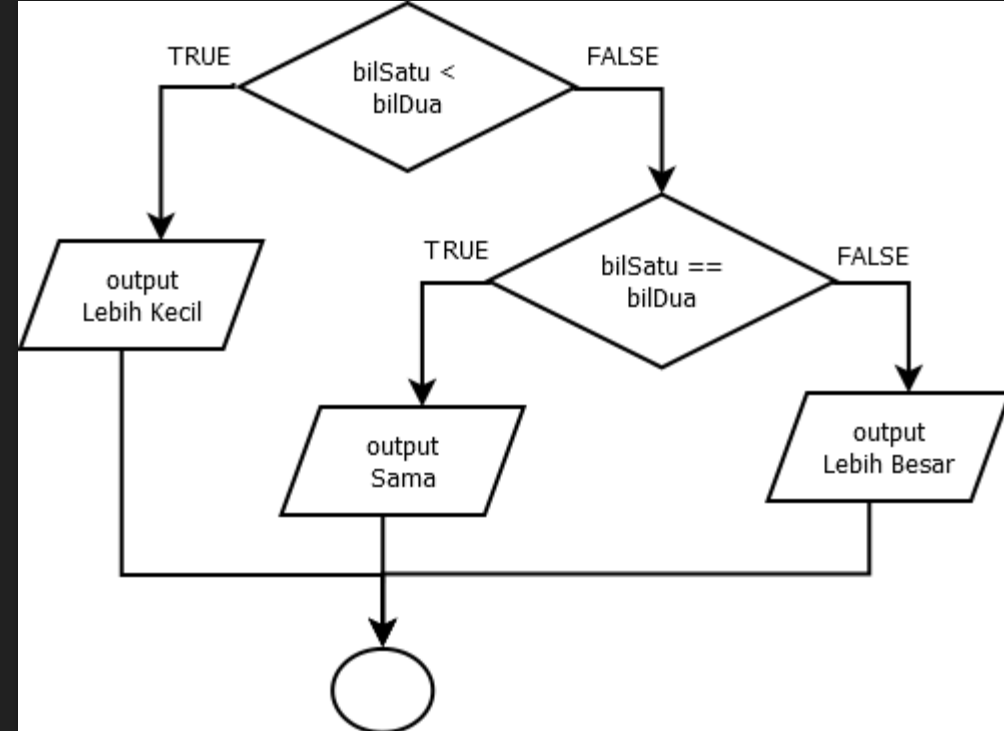 TRUE
FALSE
bilSatu <
bilDua
TRUE
FALSE
bilSatu ==
bilDua
output
Lebih Kecil
output
Sama
output
Lebih Besar